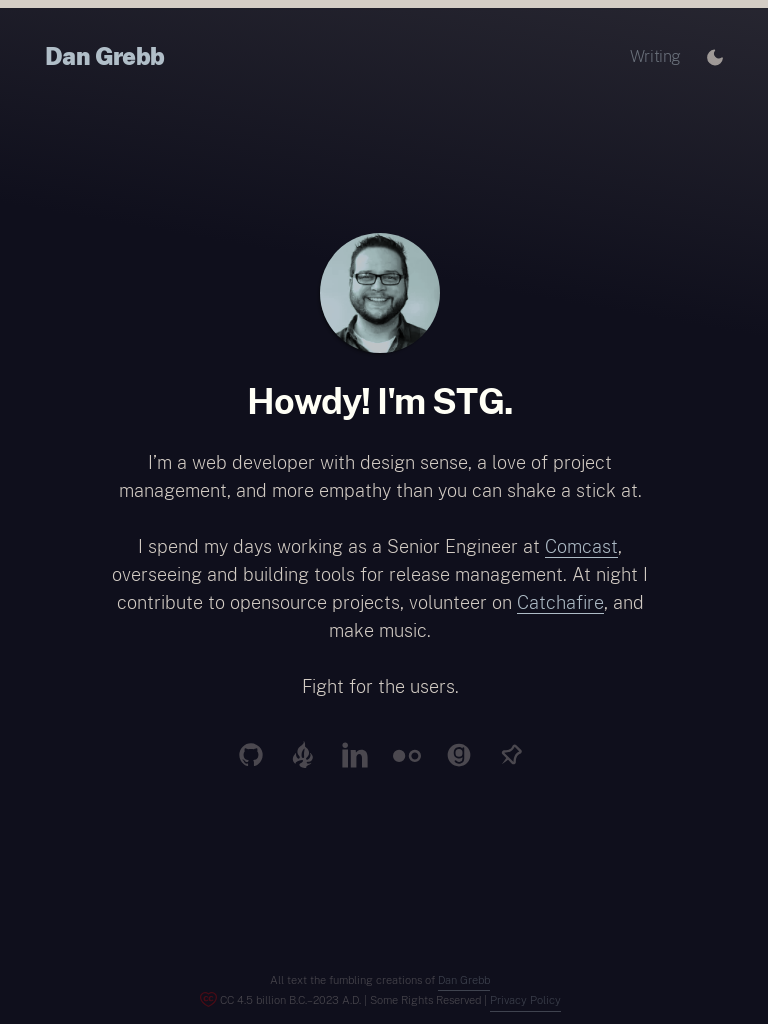 Dan Grebb
Writing
Howdy! I'm STG.
I’m a web developer with design sense, a love of project
management, and more empathy than you can shake a stick at.
I spend my days working as a Senior Engineer at Comcast,
overseeing and building tools for release management. At night I
contribute to opensource projects, volunteer on Catchafire, and
make music.
Fight for the users.
All text the fumbling creations of Dan Grebb
CC 4.5 billion B.C.–2023 A.D. | Some Rights Reserved | Privacy Policy